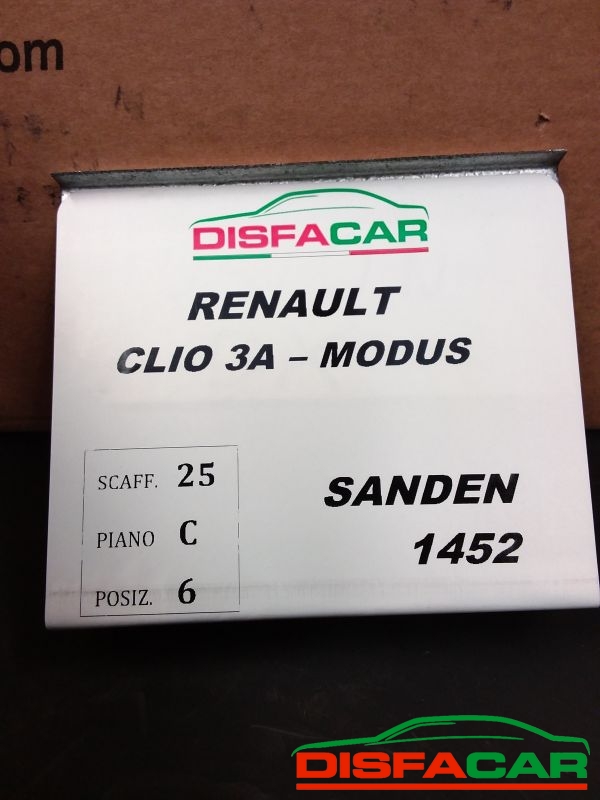 om
DISFACAR
RENAULT
CLIO 3A – MODUS
SCAFF. 25
PIANO C
POSIZ. 6
SANDEN
1452
DISFACAR